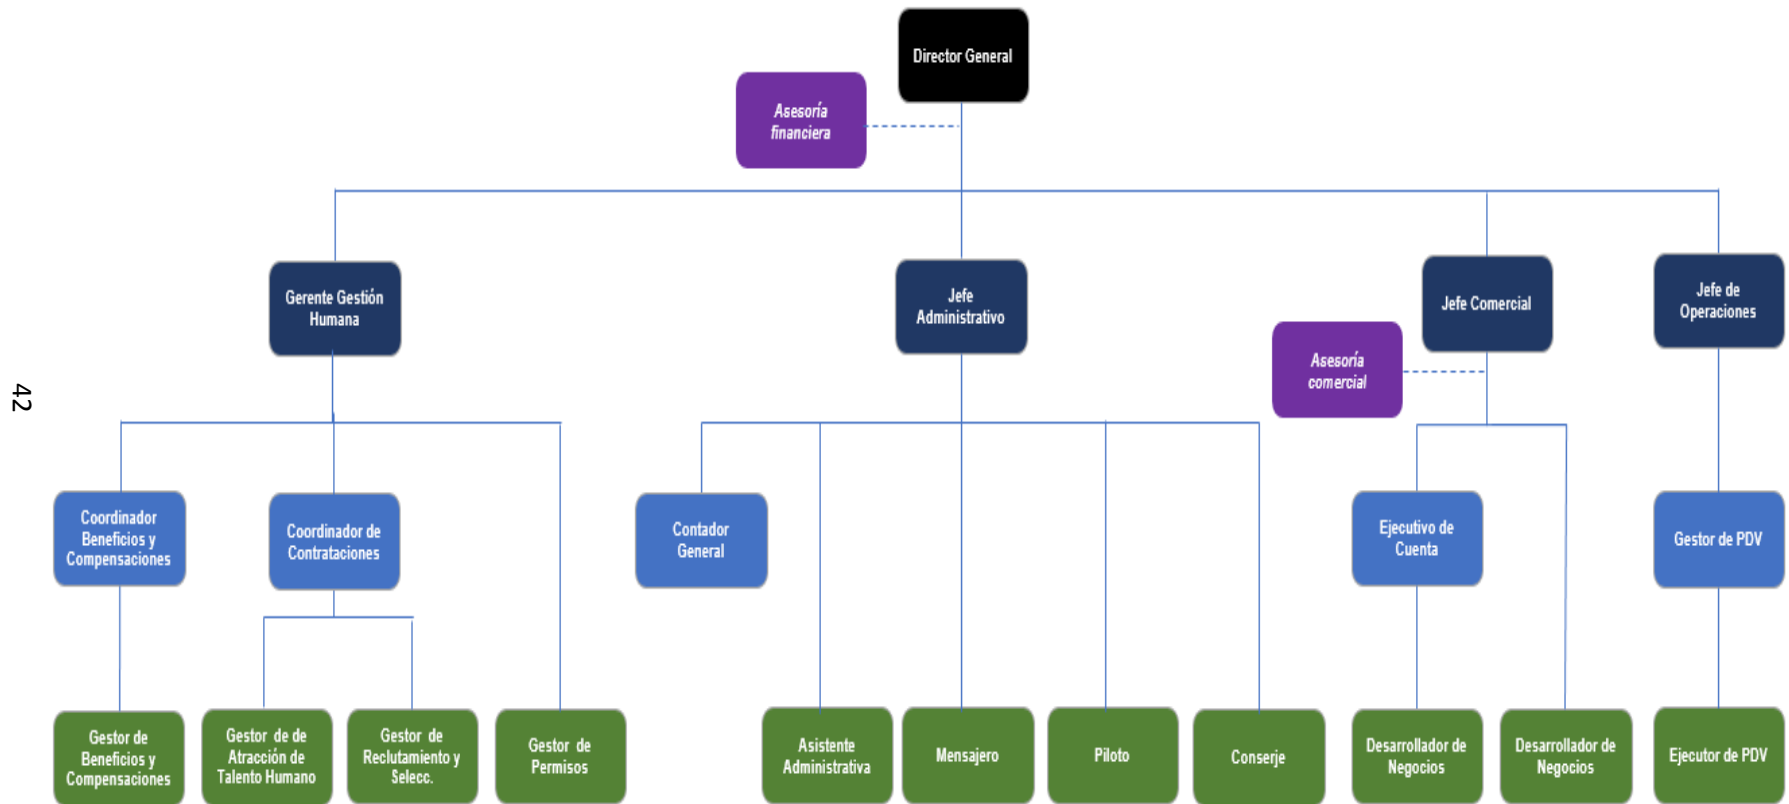 Director General
Asesoría
financiera
Gerente Gestión
Humana
Jefe
Administrativo
Jefe Comercial
Jefe de
Operaciones
Asesoría
comercial
42
Coordinador
Beneficios y
Compensaciones
Coordinador de
Contrataciones
Contador
General
Ejecutivo de
Cuenta
Gestor de PDV
Gestor de
Beneficios y
Compensaciones
Gestor de de
Atracción de
Talento Humano
Gestor de
Reclutamiento y
Selecc.
Gestor de
Permisos
Asistente
Administrativa
Mensajero
Piloto
Conserje
Desarrollador de
Negocios
Desarrollador de
Negocios
Ejecutor de PDV